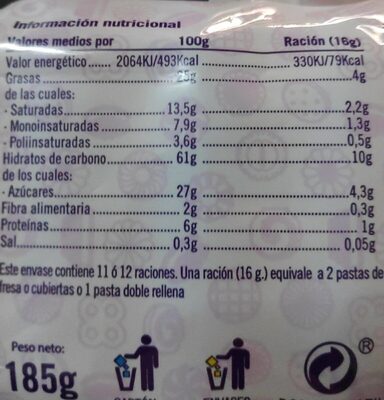 Información nutricional
Valores medios por 100g Ración (16g)
Valor energético...... 2064KJ/493Kcal 330KJ/79Kcal
Grasas 25g 4g
de las cuales:
- Saturadas 13,5g 2,2g
- Monoinsaturadas 7,9g 1,3g
- Poliinsaturadas 3,6g 0,5g
Hidratos de carbono 61g 10g
de los cuales:
- Azúcares 27g 4,3g
Fibra alimentaria 2g 0,3g
Proteínas 6g 1g
Sal 0,3g 0,05g
Este envase contiene 11 ó 12 raciones. Una ración (16 g.) equivale a 2 pastas de
fresa o cubiertas o 1 pasta doble rellena
Peso neto:
185g
®
CARTÓN ENVASES